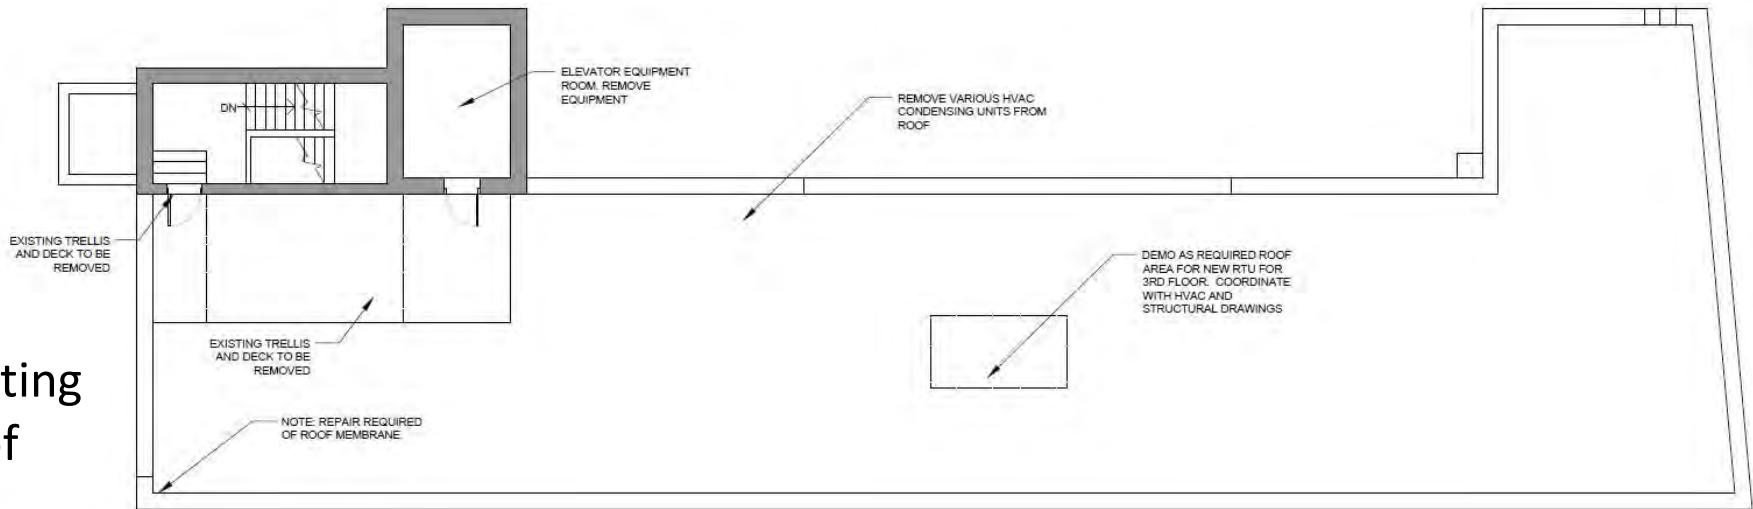 ELEVATOR EQUIPMENT
ROOM. REMOVE
EQUIPMENT
REMOVE VARIOUS HVAC
CONDENSING UNITS FROM
ROOF
DN
EXISTING TRELLIS
AND DECK TO BE
REMOVED
DEMO AS REQUIRED ROOF
AREA FOR NEW RTU FOR
3RD FLOOR. COORDINATE
WITH HVAC AND
STRUCTURAL DRAWINGS
EXISTING TRELLIS
AND DECK TO BE
REMOVED
ting
f
NOTE: REPAIR REQUIRED
OF ROOF MEMBRANE